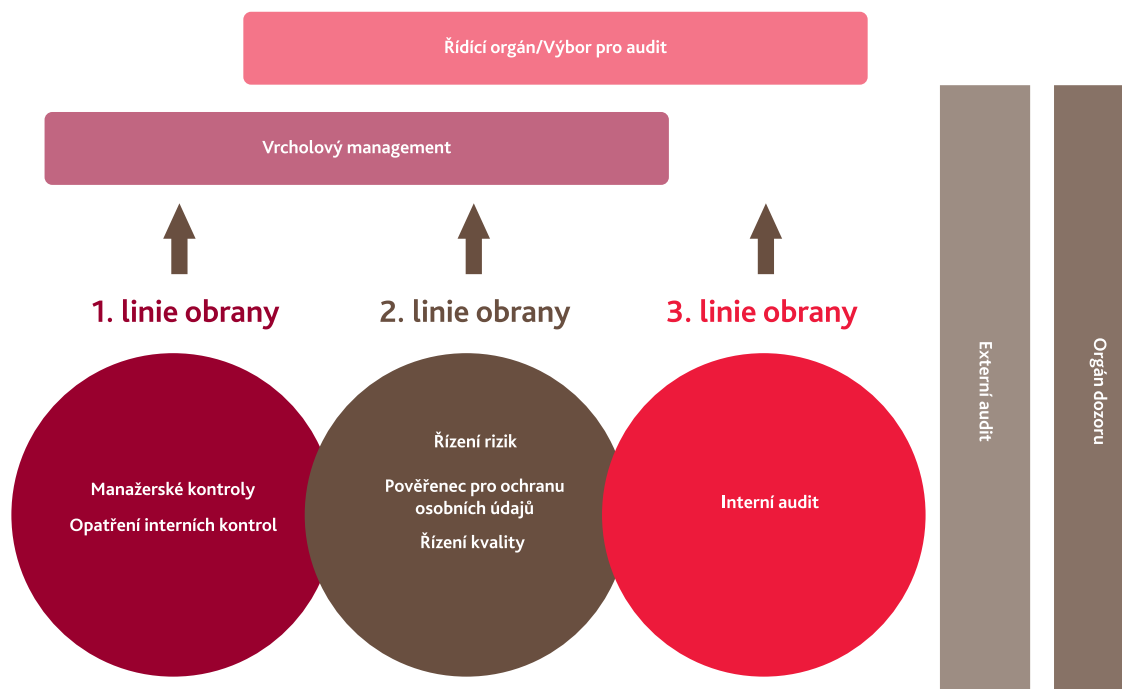 Řídící orgán/Výbor pro audit
Vrcholový management
1. linie obrany
2. linie obrany
3. linie obrany
Manažerské kontroly
Opatření interních kontrol
Řízení rizik
Pověřenec pro ochranu
osobních údajů
Řízení kvality
Interní audit
Externí audit
Orgán dozoru